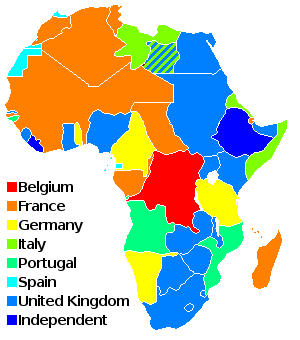 Belgium
France
Germany
Italy
Portugal
Spain
United Kingdom
Independent